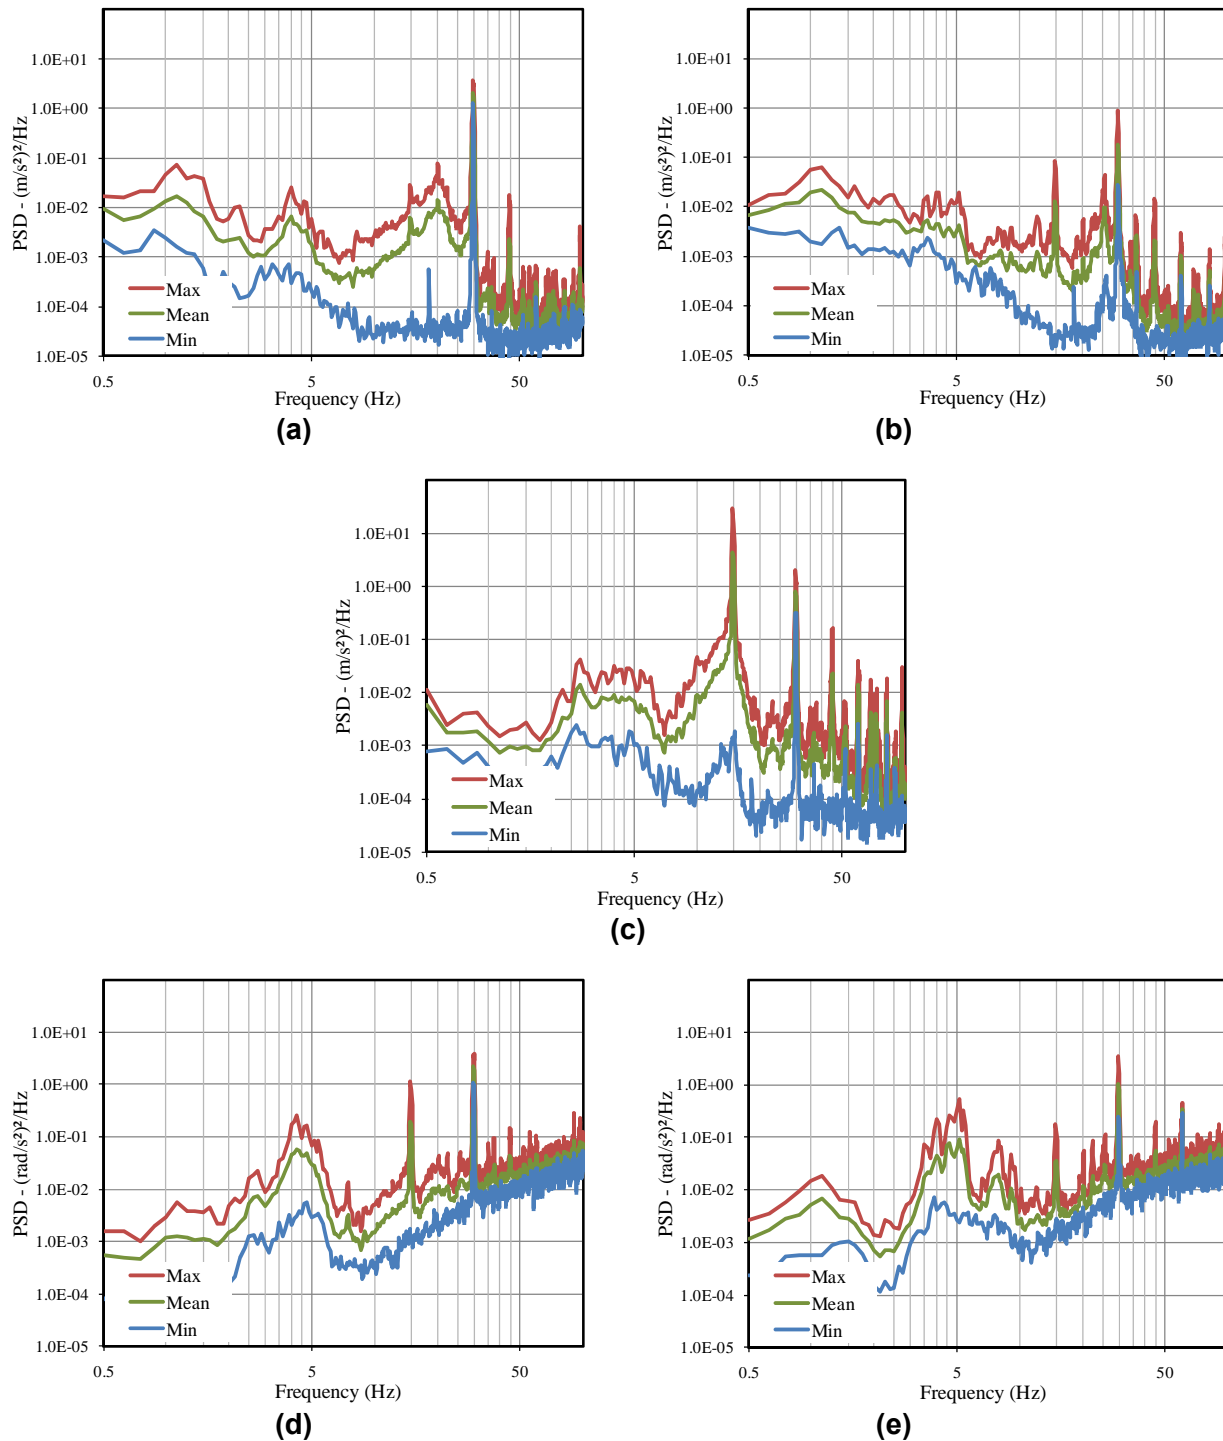 1.0E+01
1.0E+00
1.0E-01
1.0E-02
1.0E-03
1.0E-04
1.0E-05
PSD - (m/s²)²/Hz
Max
Mean
Min
0.5 5 50
Frequency (Hz)
(a)
1.0E+01
1.0E+00
1.0E-01
1.0E-02
1.0E-03
1.0E-04
1.0E-05
PSD - (m/s²)²/Hz
Max
Mean
Min
0.5 5 50
Frequency (Hz)
(b)
1.0E+01
1.0E+00
1.0E-01
1.0E-02
1.0E-03
1.0E-04
1.0E-05
PSD - (m/s²)²/Hz
Max
Mean
Min
0.5 5 50
Frequency (Hz)
(c)
1.0E+01
1.0E+00
1.0E-01
1.0E-02
1.0E-03
1.0E-04
1.0E-05
PSD - (rad/s²)²/Hz
Max
Mean
Min
0.5 5 50
Frequency (Hz)
(d)
1.0E+01
1.0E+00
1.0E-01
1.0E-02
1.0E-03
1.0E-04
1.0E-05
PSD - (rad/s²)²/Hz
Max
Mean
Min
0.5 5 50
Frequency (Hz)
(e)